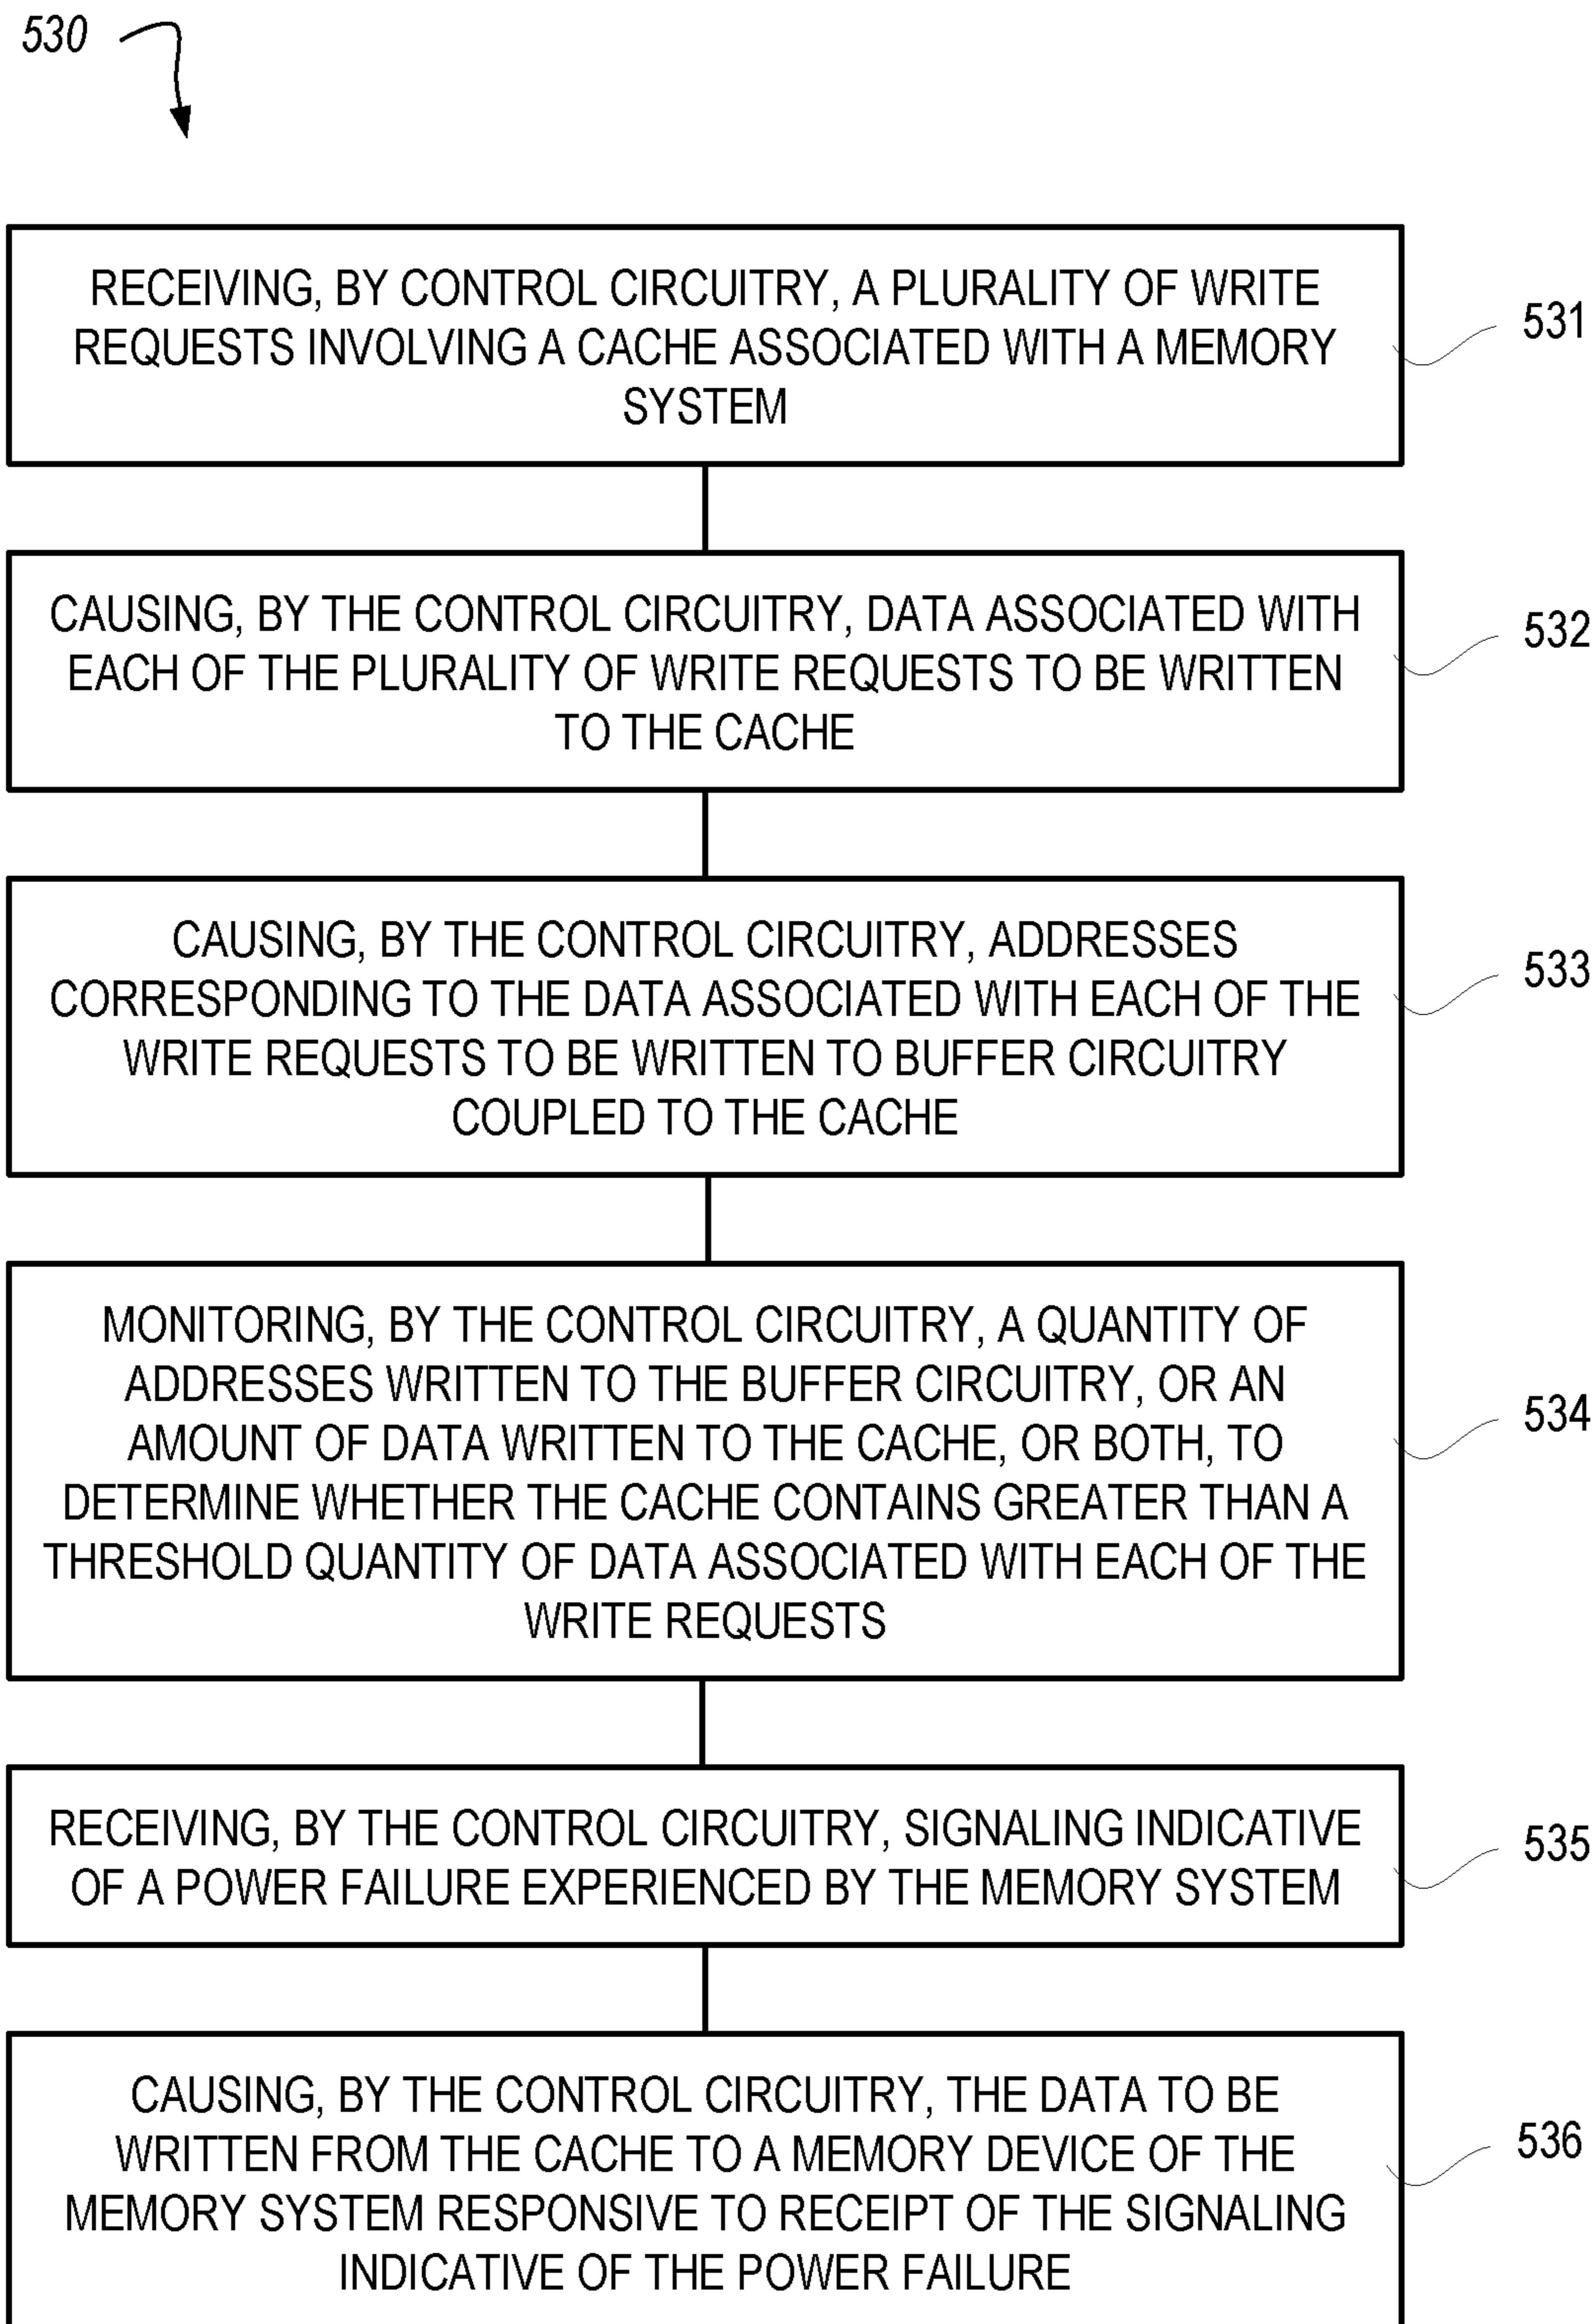 530
RECEIVING, BY CONTROL CIRCUITRY, A PLURALITY OF WRITE
REQUESTS INVOLVING A CACHE ASSOCIATED WITH A MEMORY
SYSTEM
531
CAUSING, BY THE CONTROL CIRCUITRY, DATA ASSOCIATED WITH
EACH OF THE PLURALITY OF WRITE REQUESTS TO BE WRITTEN
TO THE CACHE
532
CAUSING, BY THE CONTROL CIRCUITRY, ADDRESSES
CORRESPONDING TO THE DATA ASSOCIATED WITH EACH OF THE
WRITE REQUESTS TO BE WRITTEN TO BUFFER CIRCUITRY
COUPLED TO THE CACHE
533
MONITORING, BY THE CONTROL CIRCUITRY, A QUANTITY OF
ADDRESSES WRITTEN TO THE BUFFER CIRCUITRY, OR AN
AMOUNT OF DATA WRITTEN TO THE CACHE, OR BOTH, TO
DETERMINE WHETHER THE CACHE CONTAINS GREATER THAN A
THRESHOLD QUANTITY OF DATA ASSOCIATED WITH EACH OF THE
WRITE REQUESTS
534
RECEIVING, BY THE CONTROL CIRCUITRY, SIGNALING INDICATIVE
OF A POWER FAILURE EXPERIENCED BY THE MEMORY SYSTEM
535
CAUSING, BY THE CONTROL CIRCUITRY, THE DATA TO BE
WRITTEN FROM THE CACHE TO A MEMORY DEVICE OF THE
MEMORY SYSTEM RESPONSIVE TO RECEIPT OF THE SIGNALING
INDICATIVE OF THE POWER FAILURE
536